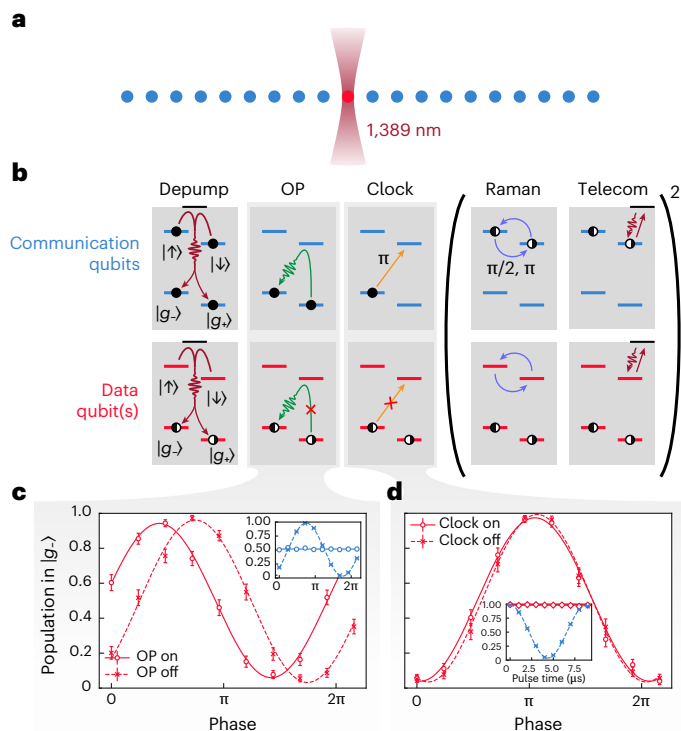 a
1,389 nm
b
Depump
OP
Clock
Raman
Telecom
2
Communication
qubits
|↑⟩
|↓⟩
π
π/2, π
|g₋⟩
|g₊⟩
Data
qubit(s)
|↑⟩
|↓⟩
|g₋⟩
|g₊⟩
c
Population in |g₋⟩
1.0
0.8
0.6
0.4
0.2
0
0
π
2π
Phase
OP on
OP off
1.00
0.75
0.50
0.25
0
0
π
2π
d
Clock on
Clock off
1.00
0.75
0.50
0.25
0
0
2.5
5.0
7.5
Pulse time (μs)
0
π
2π
Phase